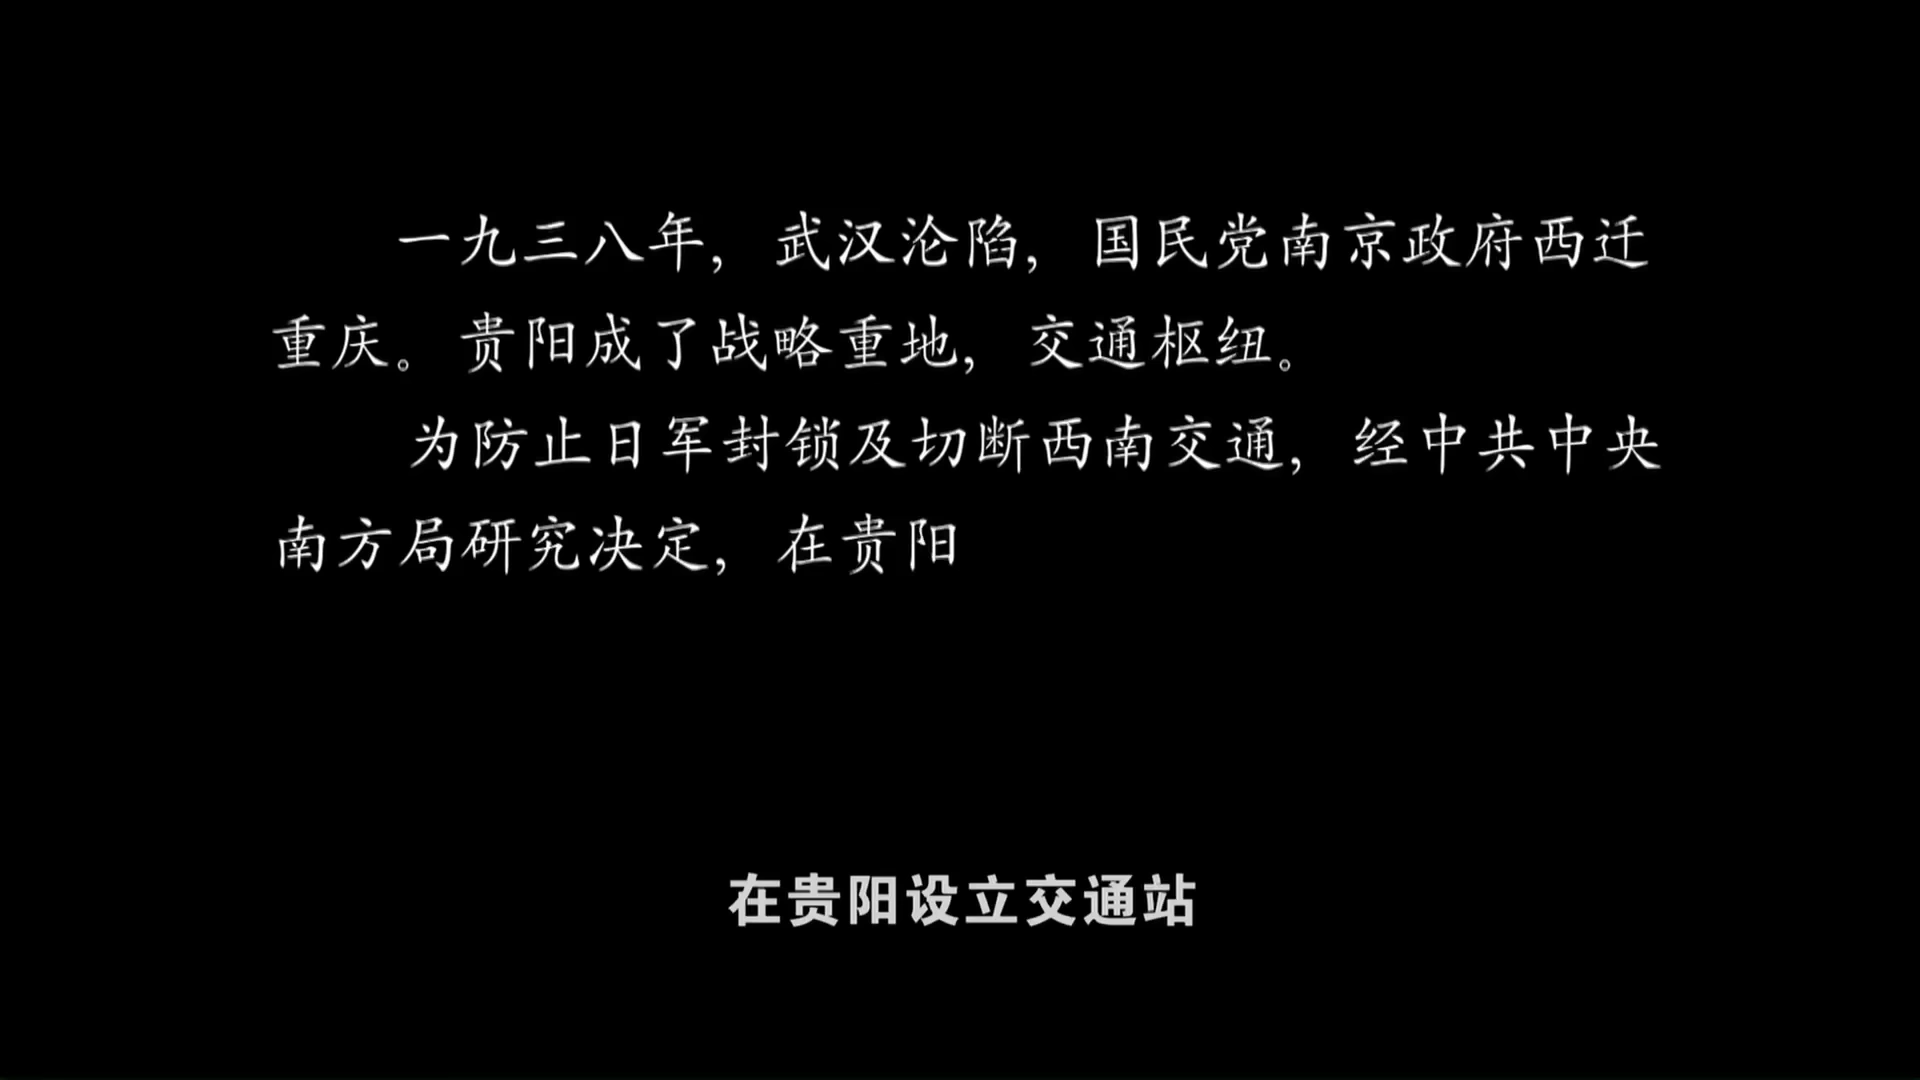 一九三八年，武汉沦陷，国民党南京政府西迁
重庆。贵阳成了战略重地，交通枢纽。
为防止日军封锁及切断西南交通，经中共中央
南方局研究决定，在贵阳
在贵阳设立交通站